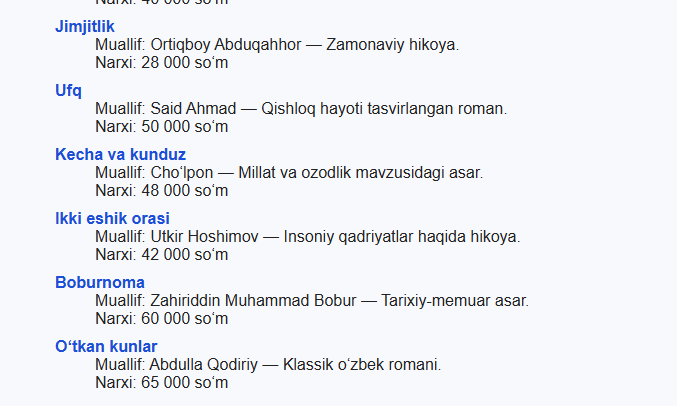 Narxi: 40 000 so‘m
Jimjitlik
Muallif: Ortiqboy Abduqahhor — Zamonaviy hikoya.
Narxi: 28 000 so‘m
Ufq
Muallif: Said Ahmad — Qishloq hayoti tasvirlangan roman.
Narxi: 50 000 so‘m
Kecha va kunduz
Muallif: Cho‘lpon — Millat va ozodlik mavzusidagi asar.
Narxi: 48 000 so‘m
Ikki eshik orasi
Muallif: Utkir Hoshimov — Insoniy qadriyatlar haqida hikoya.
Narxi: 42 000 so‘m
Boburnoma
Muallif: Zahiriddin Muhammad Bobur — Tarixiy-memuar asar.
Narxi: 60 000 so‘m
O‘tkan kunlar
Muallif: Abdulla Qodiriy — Klassik o‘zbek romani.
Narxi: 65 000 so‘m